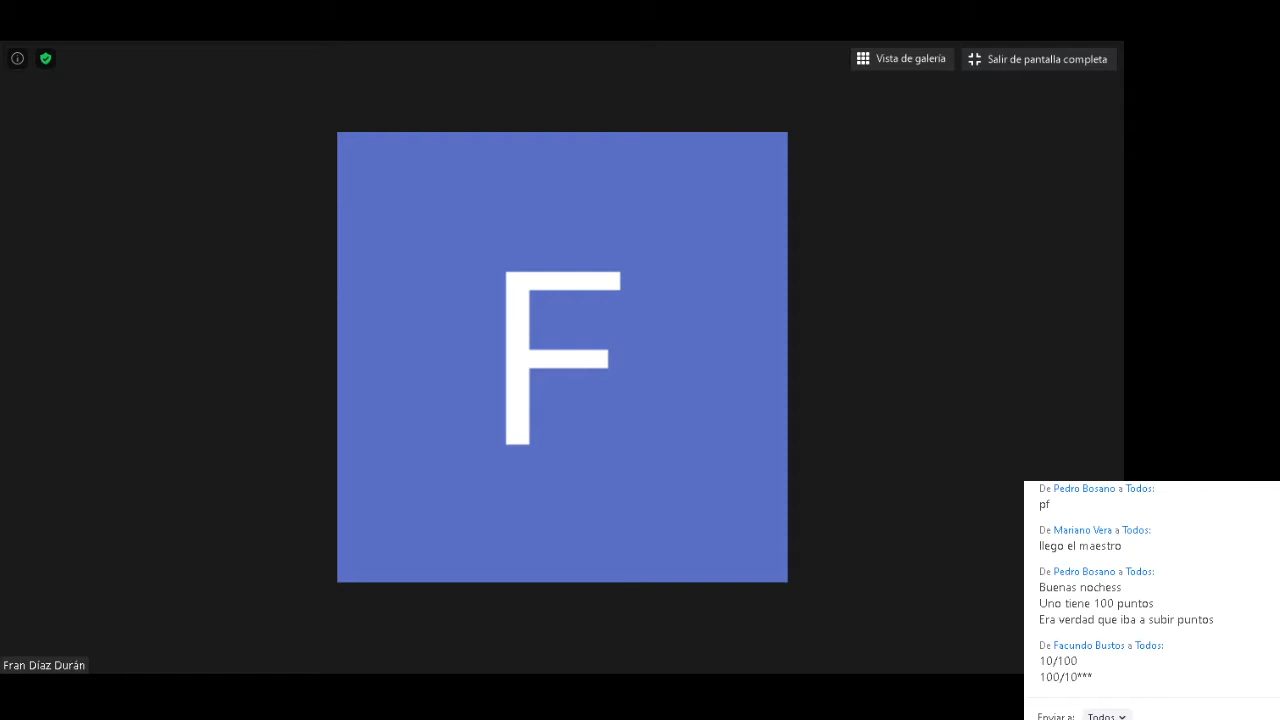 Vista de galería
Salir de pantalla completa
F
Fran Díaz Durán
De Pedro Bosano a Todos:
pf
De Mariano Vera a Todos:
llego el maestro
De Pedro Bosano a Todos:
Buenas nochess
Uno tiene 100 puntos
Era verdad que iba a subir puntos
De Facundo Bustos a Todos:
10/100
100/10***
Enviar a: Todos